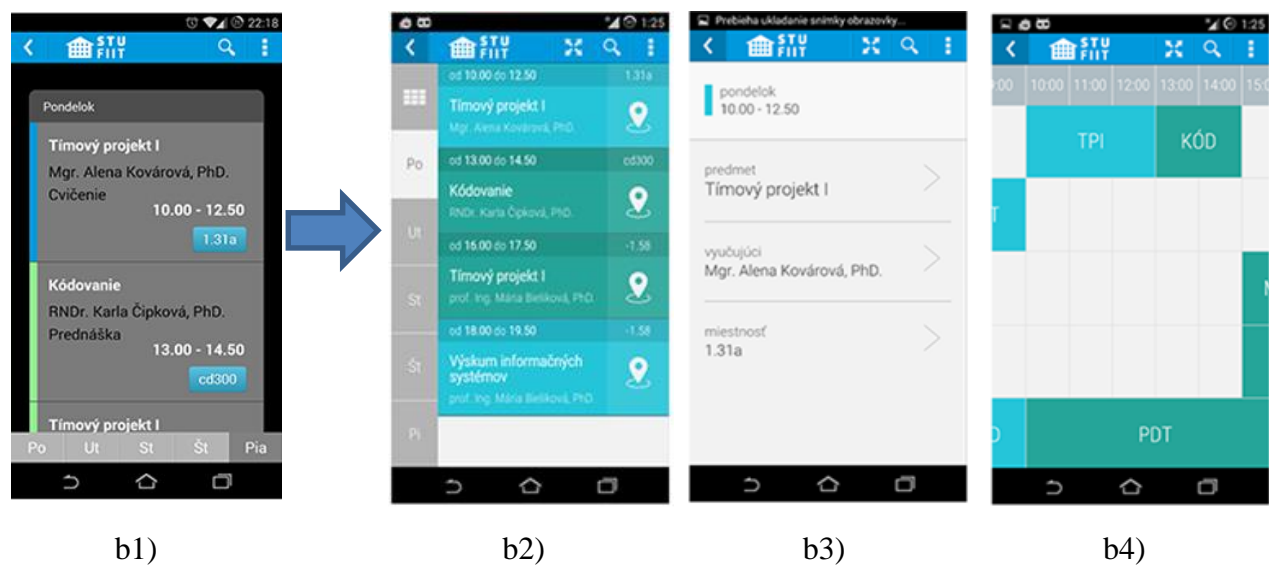 22:18
STU
FIIT
Pondelok
Tímový projekt I
Mgr. Alena Kovárová, PhD.
Cvičenie
10.00 - 12.50
1.31a
Kódovanie
RNDr. Karla Čipková, PhD.
Prednáška
13.00 - 14.50
cd300
Tímový projekt I
Po Ut St Št Pia
b1)
1:25
STU
FIIT
od 10.00 do 12.50 1.31a
Tímový projekt I
Mgr. Alena Kovárová, PhD.
Po
od 13.00 do 14.50 cd300
Kódovanie
RNDr. Karla Čipková, PhD.
Ut
od 16.00 do 17.50 -1.58
Tímový projekt I
prof. Ing. Mária Bieliková, PhD.
St
od 18.00 do 19.50 -1.58
Výskum informačných
systémov
prof. Ing. Mária Bieliková, PhD.
Št
Pi
b2)
Prebieha ukladanie snímky obrazovky...
STU
FIIT
pondelok
10.00 - 12.50
predmet
Tímový projekt I
vyučujúci
Mgr. Alena Kovárová, PhD.
miestnosť
1.31a
b3)
1:25
STU
FIIT
:00 10:00 11:00 12:00 13:00 14:00 15:0
TPI KÓD
T
PDT
b4)